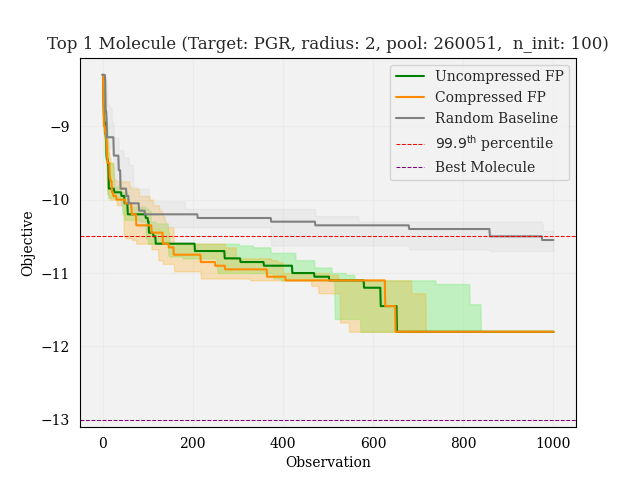 Top 1 Molecule (Target: PGR, radius: 2, pool: 260051,  n_init: 100)
Uncompressed FP
Compressed FP
Random Baseline
99.9th percentile
Best Molecule
Objective
−9
−10
−11
−12
−13
0
200
400
600
800
1000
Observation